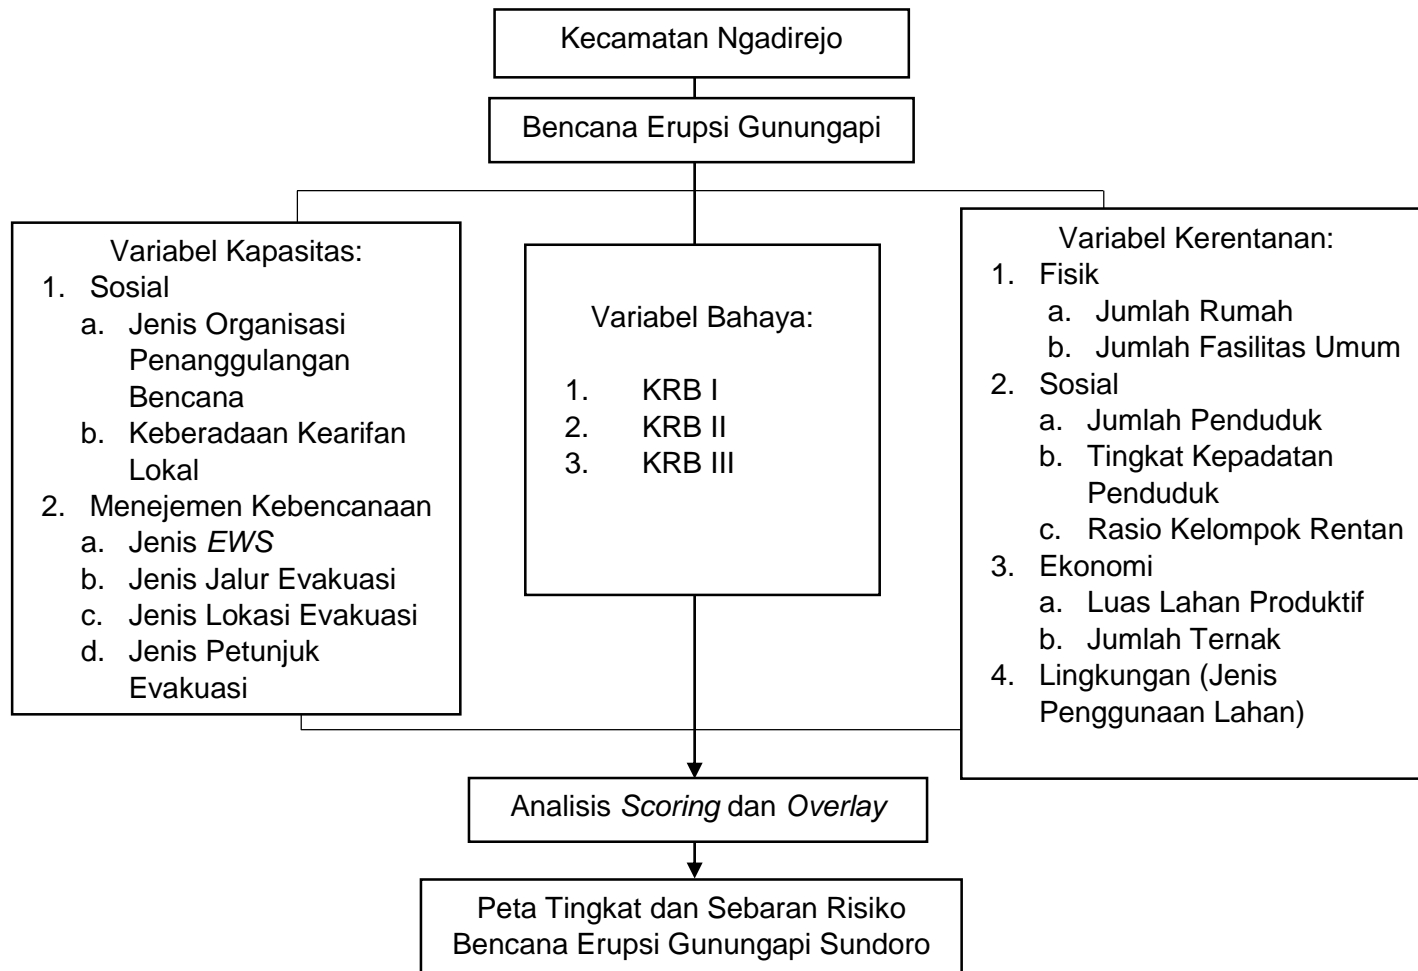 Kecamatan Ngadirejo
Bencana Erupsi Gunungapi
Variabel Kapasitas:
1. Sosial
a. Jenis Organisasi
Penanggulangan
Bencana
b. Keberadaan Kearifan
Lokal
2. Menejemen Kebencanaan
a. Jenis EWS
b. Jenis Jalur Evakuasi
c. Jenis Lokasi Evakuasi
d. Jenis Petunjuk
Evakuasi
Variabel Bahaya:
1. KRB I
2. KRB II
3. KRB III
Variabel Kerentanan:
1. Fisik
a. Jumlah Rumah
b. Jumlah Fasilitas Umum
2. Sosial
a. Jumlah Penduduk
b. Tingkat Kepadatan
Penduduk
c. Rasio Kelompok Rentan
3. Ekonomi
a. Luas Lahan Produktif
b. Jumlah Ternak
4. Lingkungan (Jenis
Penggunaan Lahan)
Analisis Scoring dan Overlay
Peta Tingkat dan Sebaran Risiko
Bencana Erupsi Gunungapi Sundoro